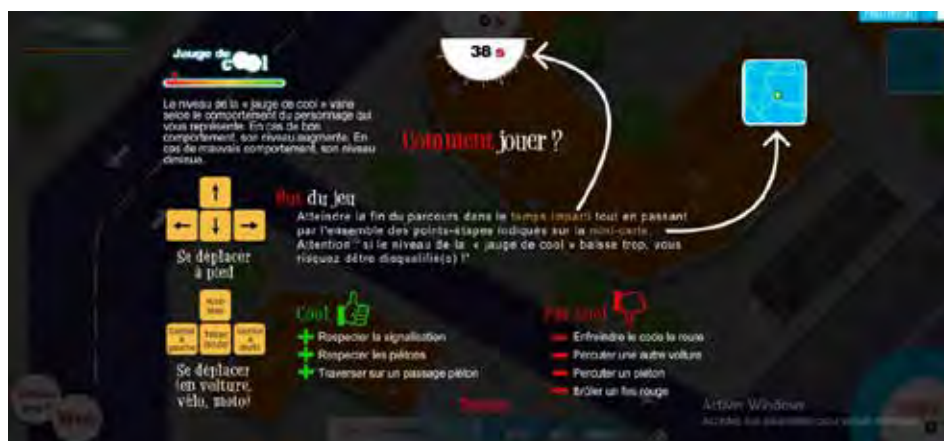 38 s
Jauge de cool
Le niveau de la « jauge de cool » varie
selon le comportement du personnage qui
vous représente. En cas de bon
comportement, son niveau augmente. En
cas de mauvais comportement, son niveau
diminue.
Comment jouer !?
But du jeu
Atteindre la fin du parcours dans le temps imparti tout en passant
par l'ensemble des points-étapes indiqués sur la mini-carte.
Attention : si le niveau de la « jauge de cool » baisse trop, vous
risquez d
Se déplacer
à pied
Cool
Respecter la signalisation
Respecter les piétons
Traverser sur un passage piéton
Pas cool
Enfreindre le code la route
Percuter une autre voiture
Percuter un piéton
Brûler un feu rouge
Se déplacer
(en voiture,
vélo, moto)
Activer Windows